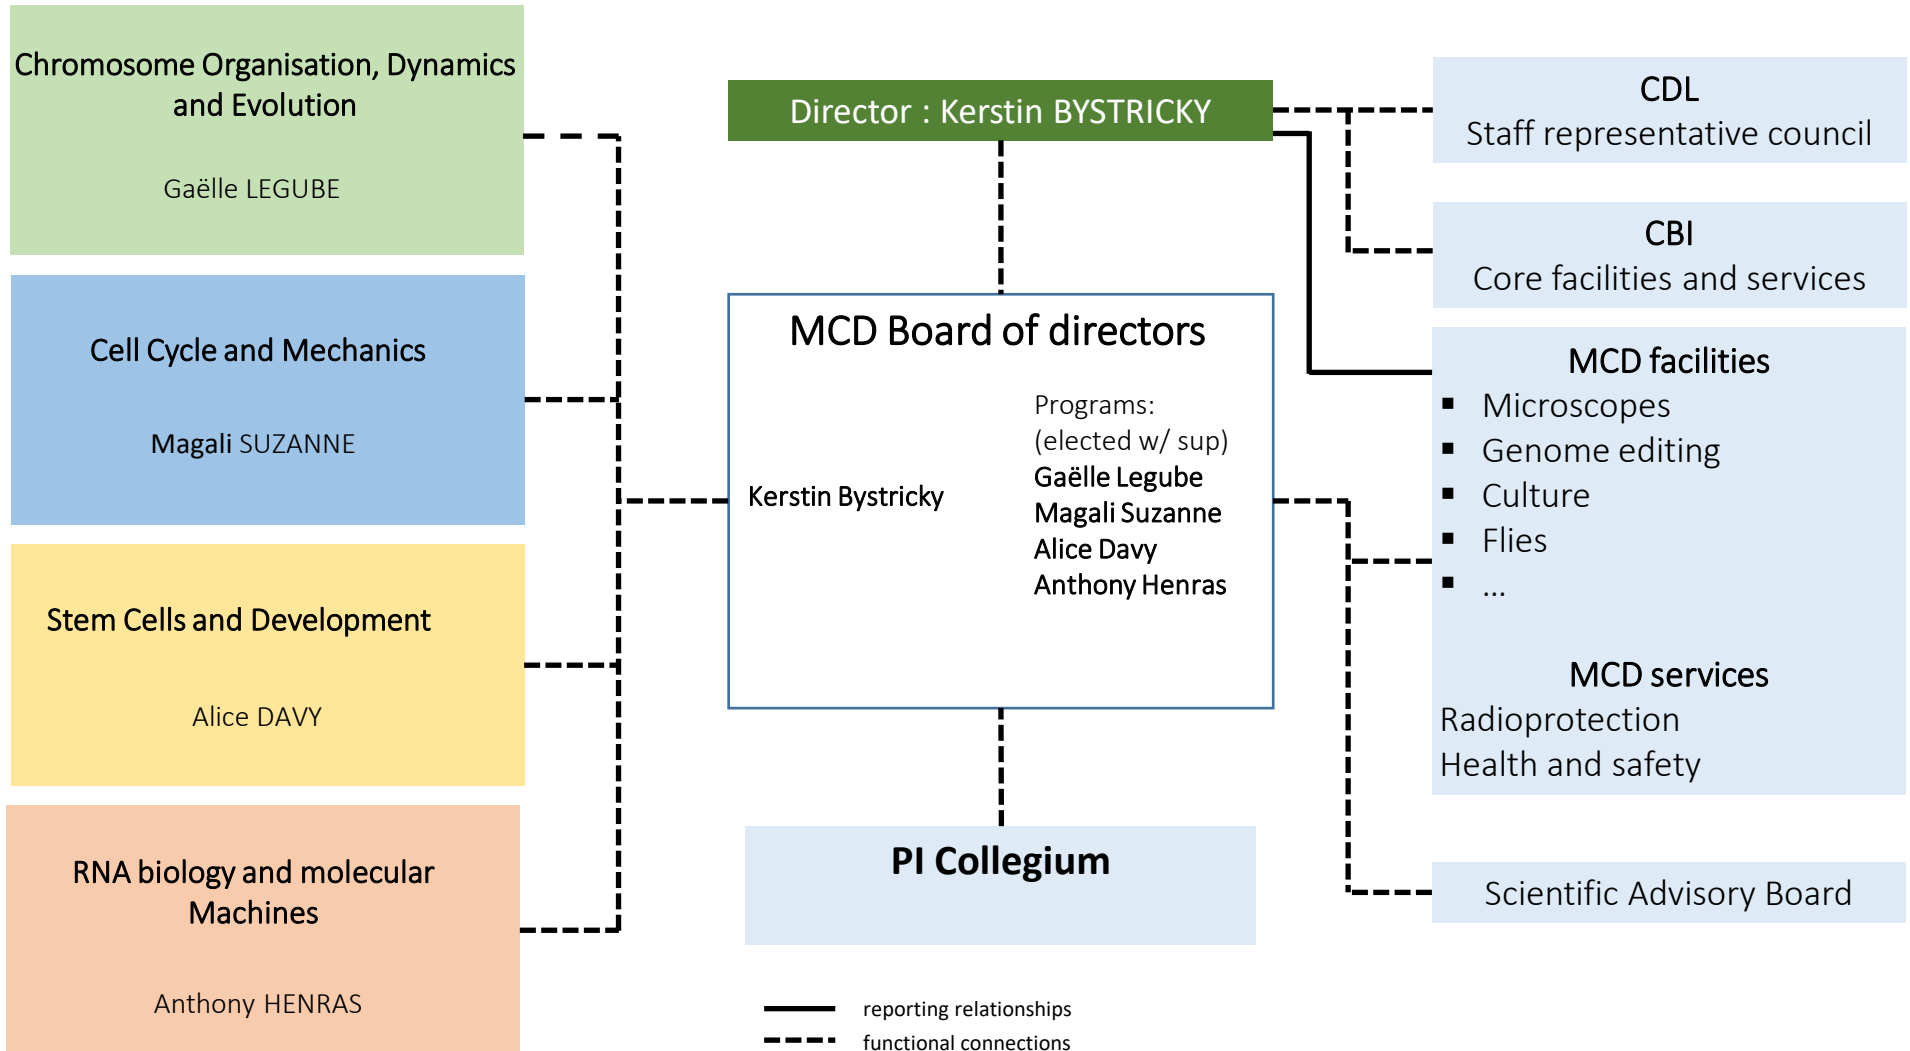 Chromosome Organisation, Dynamics
and Evolution
Gaëlle LEGUBE
Cell Cycle and Mechanics
Magali SUZANNE
Stem Cells and Development
Alice DAVY
RNA biology and molecular
Machines
Anthony HENRAS
Director : Kerstin BYSTRICKY
MCD Board of directors
Kerstin Bystricky
Programs:
(elected w/ sup)
Gaëlle Legube
Magali Suzanne
Alice Davy
Anthony Henras
PI Collegium
reporting relationships
functional connections
CDL
Staff representative council
CBI
Core facilities and services
MCD facilities
▪ Microscopes
▪ Genome editing
▪ Culture
▪ Flies
▪ ...
MCD services
Radioprotection
Health and safety
Scientific Advisory Board